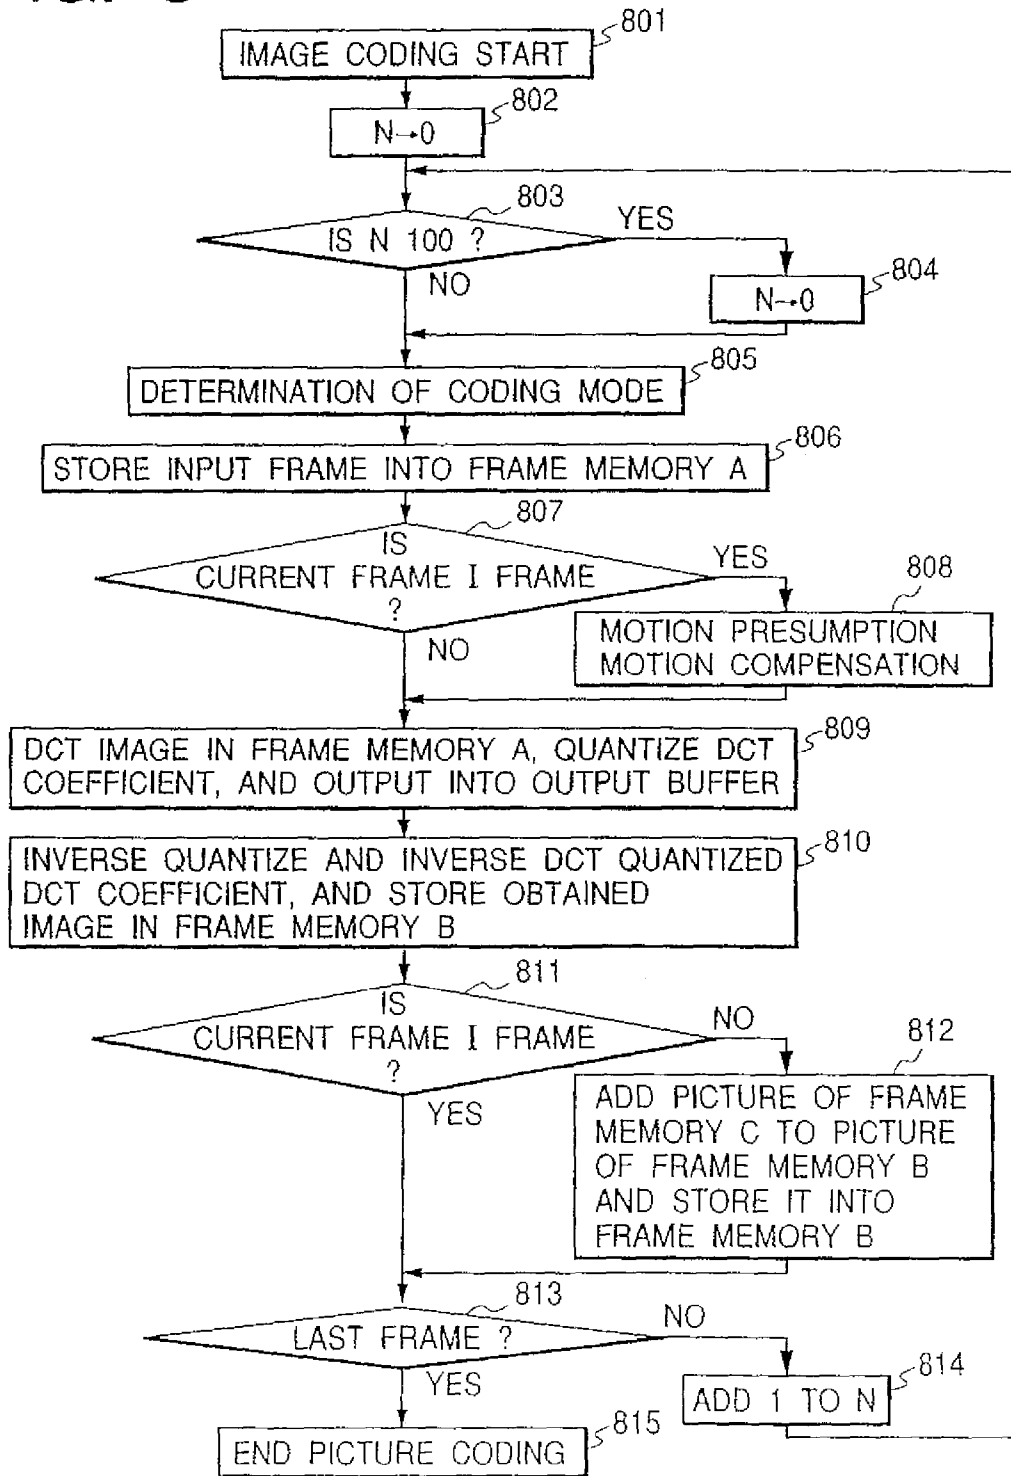 801
IMAGE CODING START
802
N→0
803
IS N 100 ?
YES
NO
804
N→0
805
DETERMINATION OF CODING MODE
806
STORE INPUT FRAME INTO FRAME MEMORY A
807
IS
CURRENT FRAME I FRAME
?
YES
NO
808
MOTION PRESUMPTION
MOTION COMPENSATION
809
DCT IMAGE IN FRAME MEMORY A, QUANTIZE DCT
COEFFICIENT, AND OUTPUT INTO OUTPUT BUFFER
810
INVERSE QUANTIZE AND INVERSE DCT QUANTIZED
DCT COEFFICIENT, AND STORE OBTAINED
IMAGE IN FRAME MEMORY B
811
IS
CURRENT FRAME I FRAME
?
NO
YES
812
ADD PICTURE OF FRAME
MEMORY C TO PICTURE
OF FRAME MEMORY B
AND STORE IT INTO
FRAME MEMORY B
813
LAST FRAME ?
NO
YES
814
ADD 1 TO N
815
END PICTURE CODING